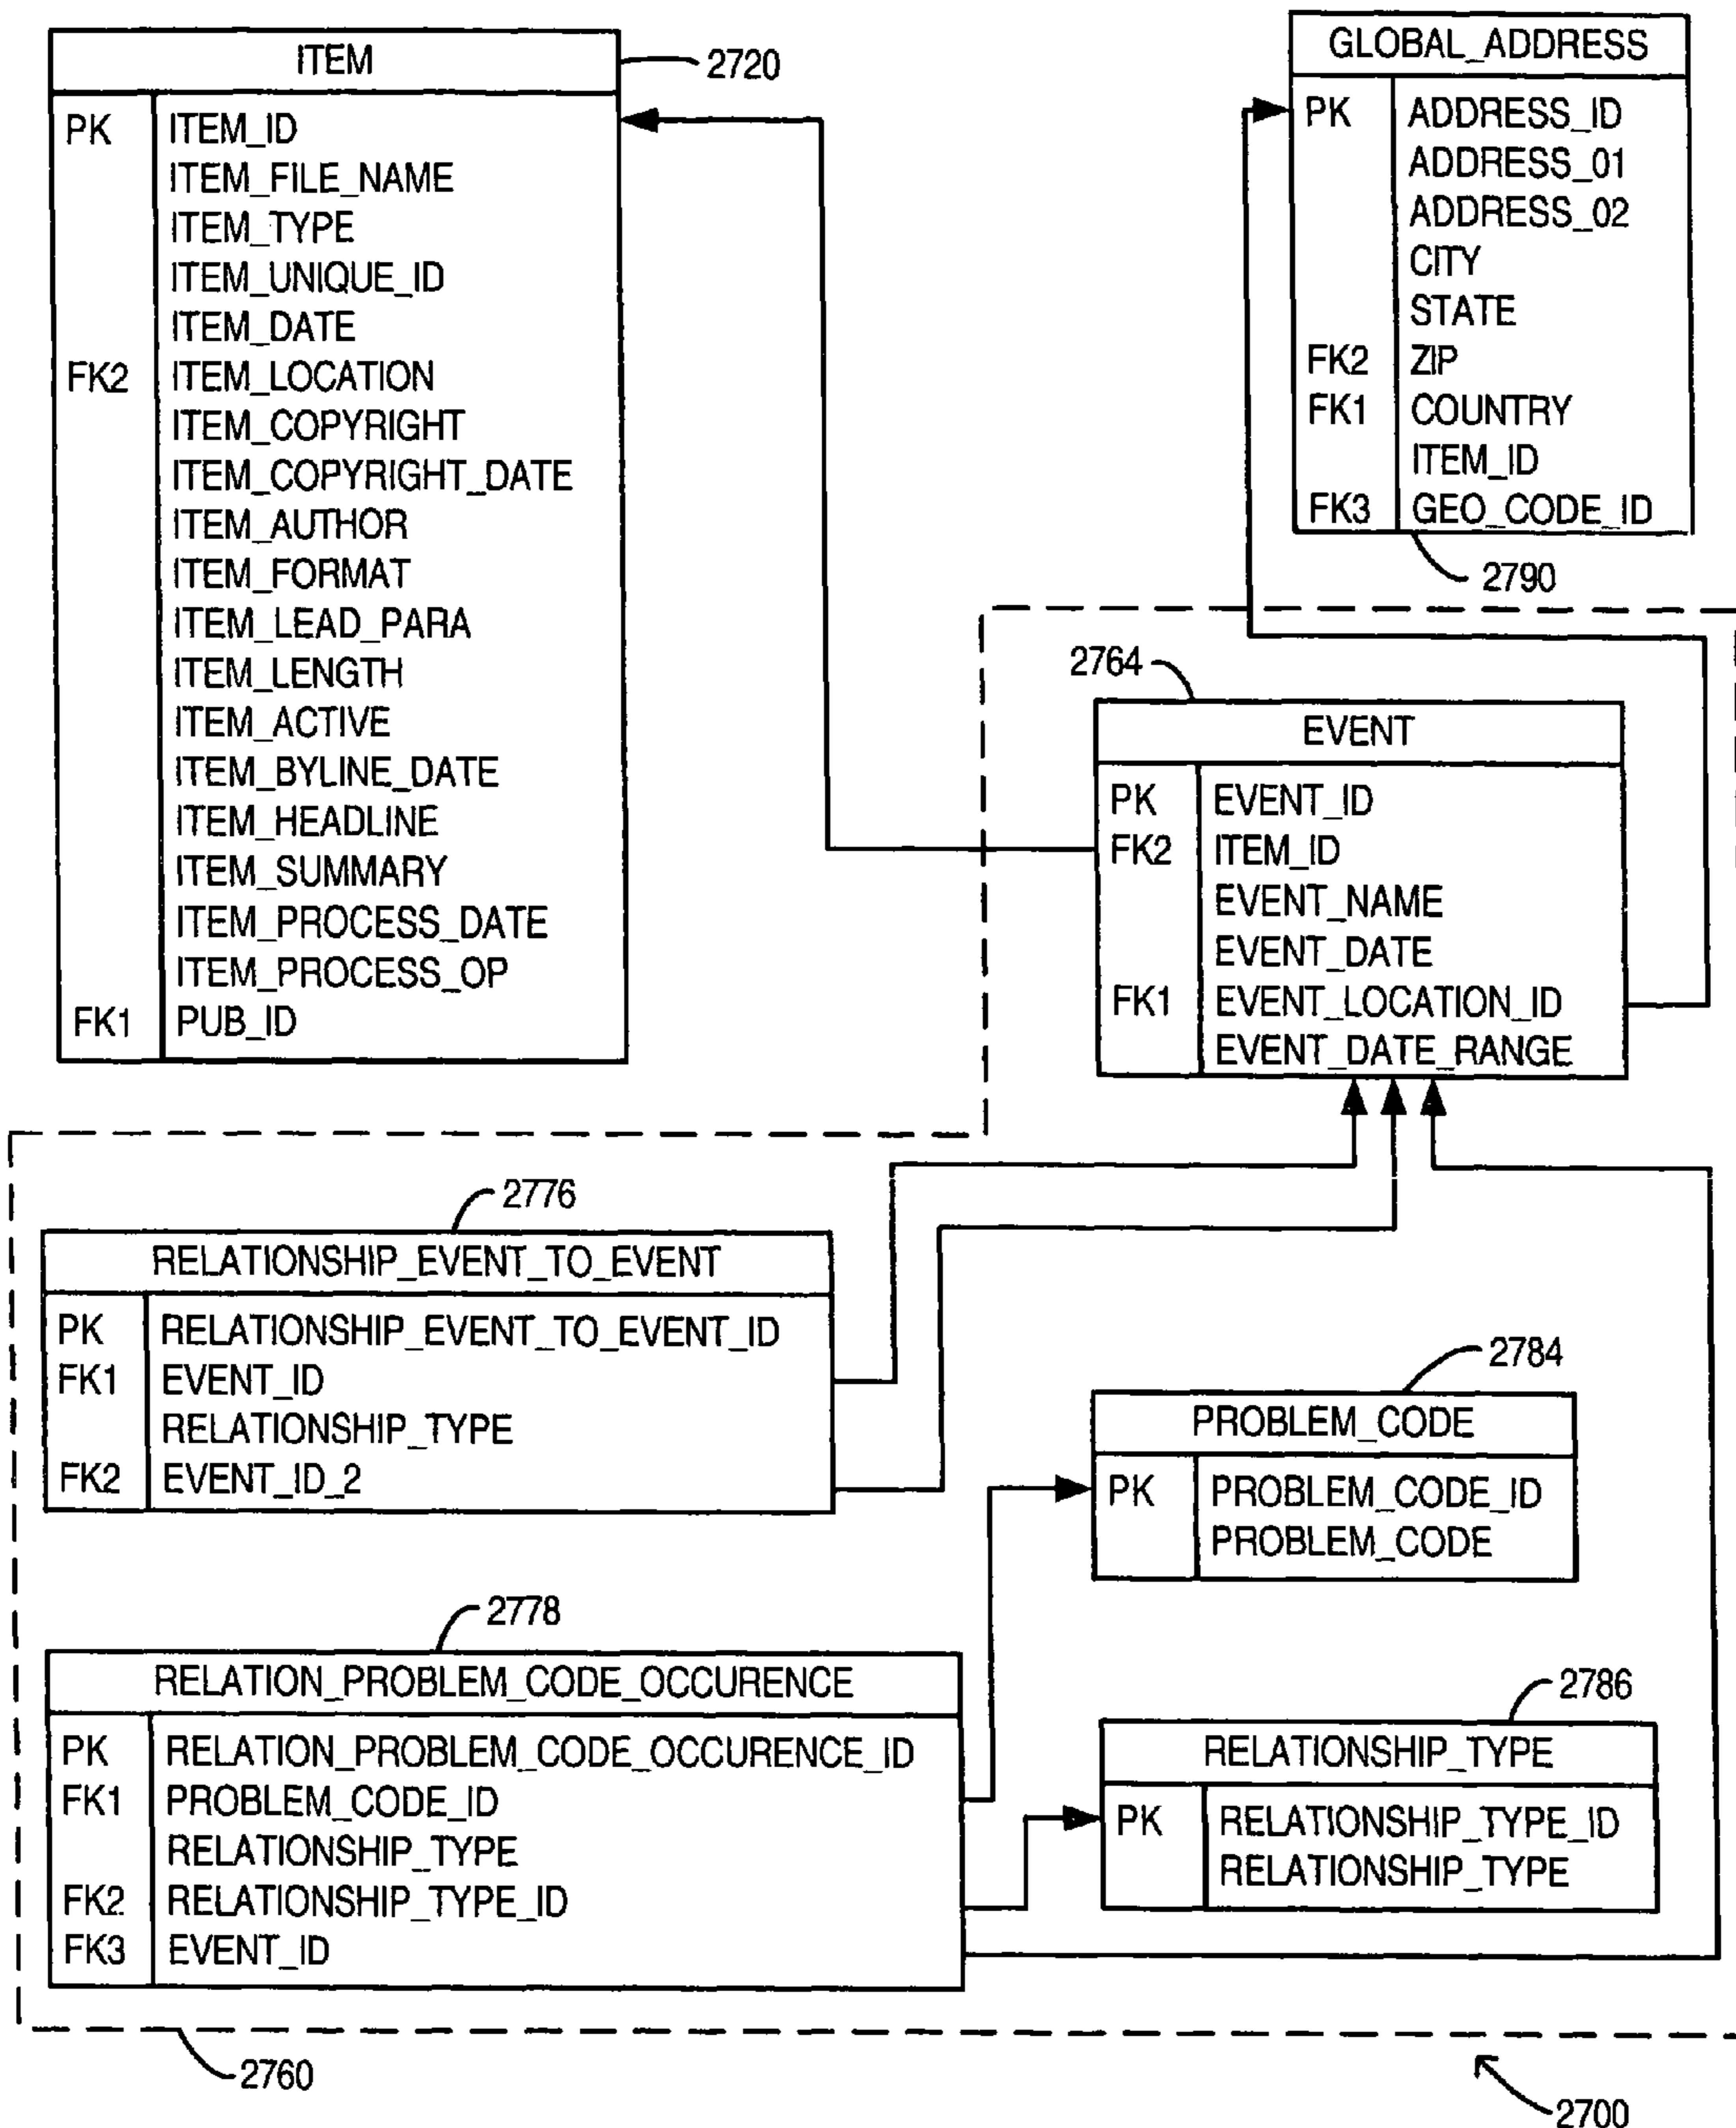 ITEM
2720
PK ITEM_ID
ITEM_FILE_NAME
ITEM_TYPE
ITEM_UNIQUE_ID
ITEM_DATE
FK2 ITEM_LOCATION
ITEM_COPYRIGHT
ITEM_COPYRIGHT_DATE
ITEM_AUTHOR
ITEM_FORMAT
ITEM_LEAD_PARA
ITEM_LENGTH
ITEM_ACTIVE
ITEM_BYLINE_DATE
ITEM_HEADLINE
ITEM_SUMMARY
ITEM_PROCESS_DATE
ITEM_PROCESS_OP
FK1 PUB_ID
GLOBAL_ADDRESS
PK ADDRESS_ID
ADDRESS_01
ADDRESS_02
CITY
STATE
FK2 ZIP
FK1 COUNTRY
ITEM_ID
FK3 GEO_CODE_ID
2790
2764
EVENT
PK EVENT_ID
FK2 ITEM_ID
EVENT_NAME
EVENT_DATE
FK1 EVENT_LOCATION_ID
EVENT_DATE_RANGE
2776
RELATIONSHIP_EVENT_TO_EVENT
PK RELATIONSHIP_EVENT_TO_EVENT_ID
FK1 EVENT_ID
RELATIONSHIP_TYPE
FK2 EVENT_ID_2
2784
PROBLEM_CODE
PK PROBLEM_CODE_ID
PROBLEM_CODE
2778
RELATION_PROBLEM_CODE_OCCURENCE
PK RELATION_PROBLEM_CODE_OCCURENCE_ID
FK1 PROBLEM_CODE_ID
RELATIONSHIP_TYPE
FK2 RELATIONSHIP_TYPE_ID
FK3 EVENT_ID
2786
RELATIONSHIP_TYPE
PK RELATIONSHIP_TYPE_ID
RELATIONSHIP_TYPE
2760
2700